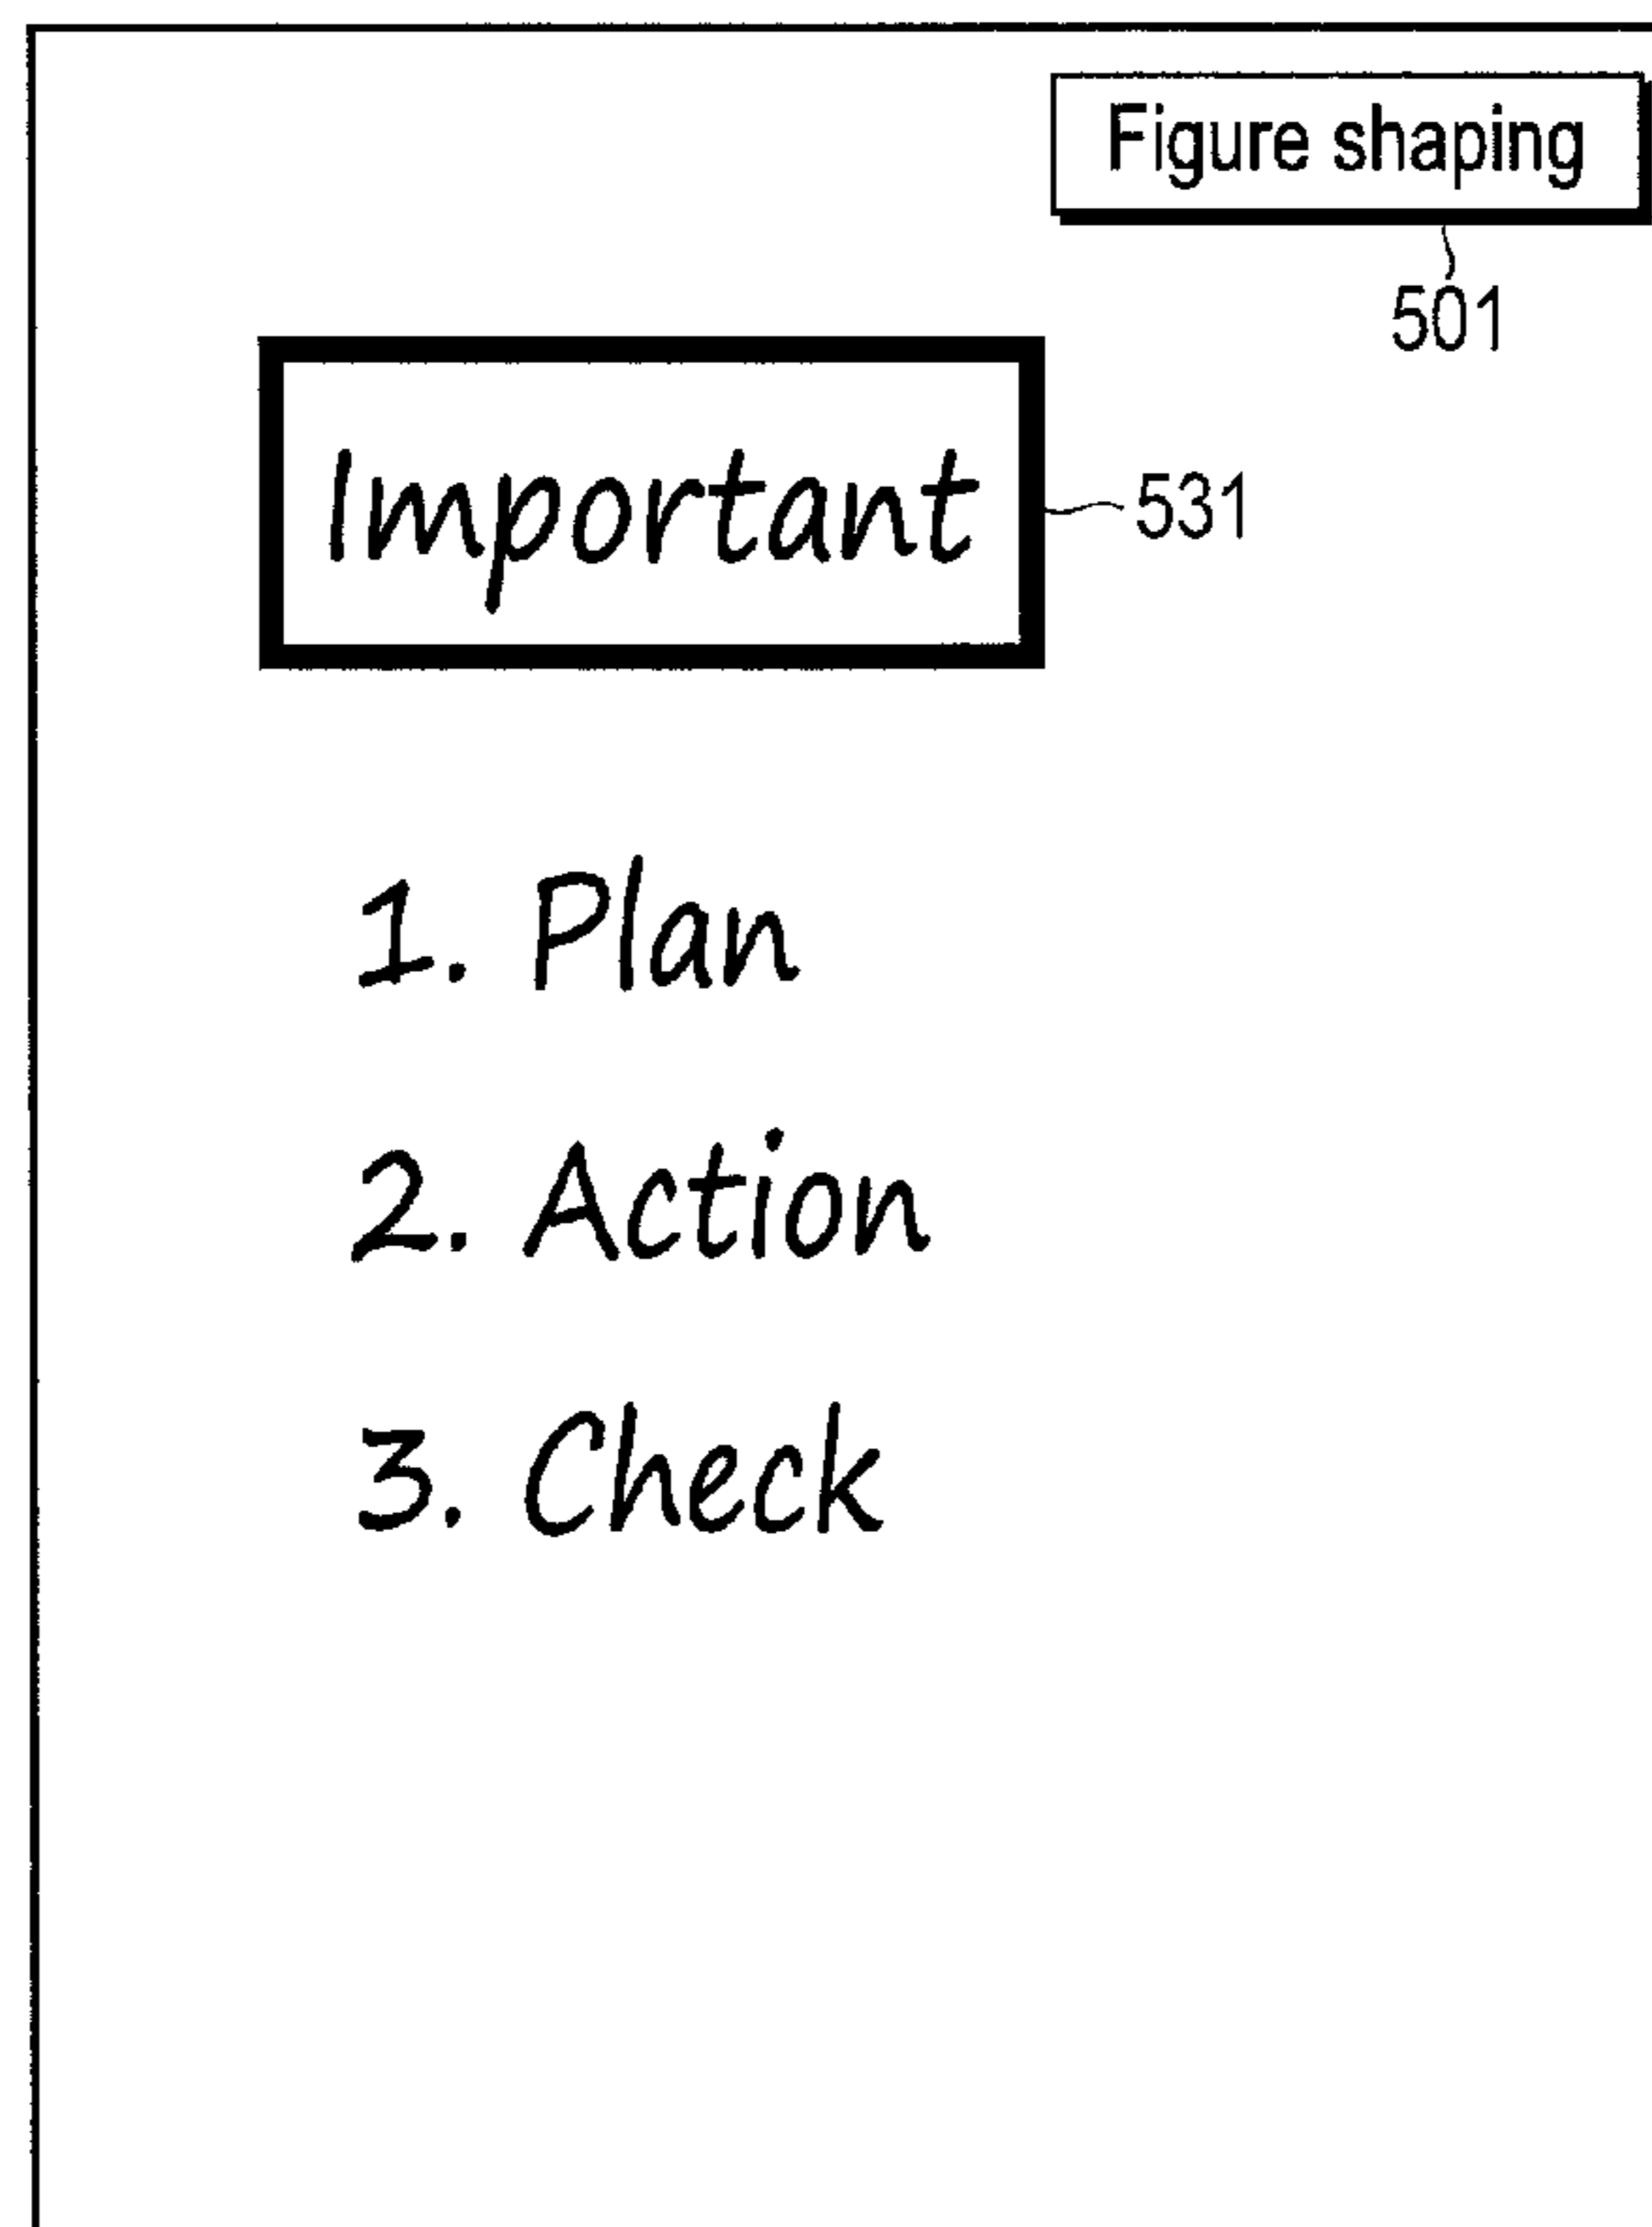 Figure shaping
501
Important
531
1. Plan
2. Action
3. Check